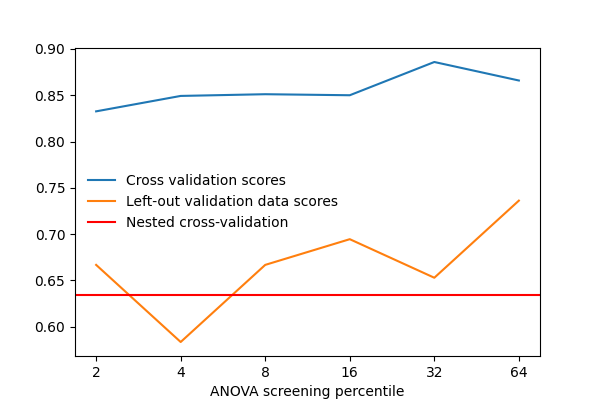 0.90
0.85
0.80
0.75
0.70
0.65
0.60
Cross validation scores
Left-out validation data scores
Nested cross-validation
2 4 8 16 32 64
ANOVA screening percentile